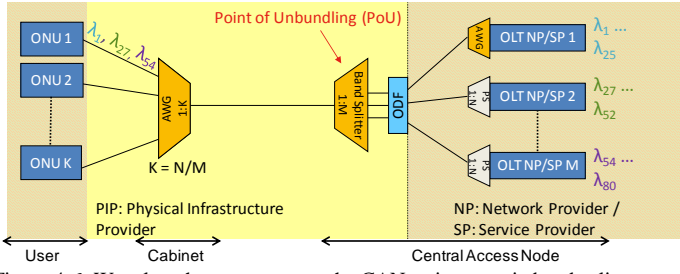 Point of Unbundling (PoU)
ONU 1
ONU 2
ONU K
λ1, λ27, λ54
AWG
1:K
K = N/M
Band Splitter
1:M
ODF
AWG
OLT NP/SP 1
λ1 ...
λ25
PS
1:N
OLT NP/SP 2
λ27 ...
λ52
PS
1:N
OLT NP/SP M
λ54 ...
λ80
PIP: Physical Infrastructure
Provider
NP: Network Provider /
SP: Service Provider
User
Cabinet
Central Access Node